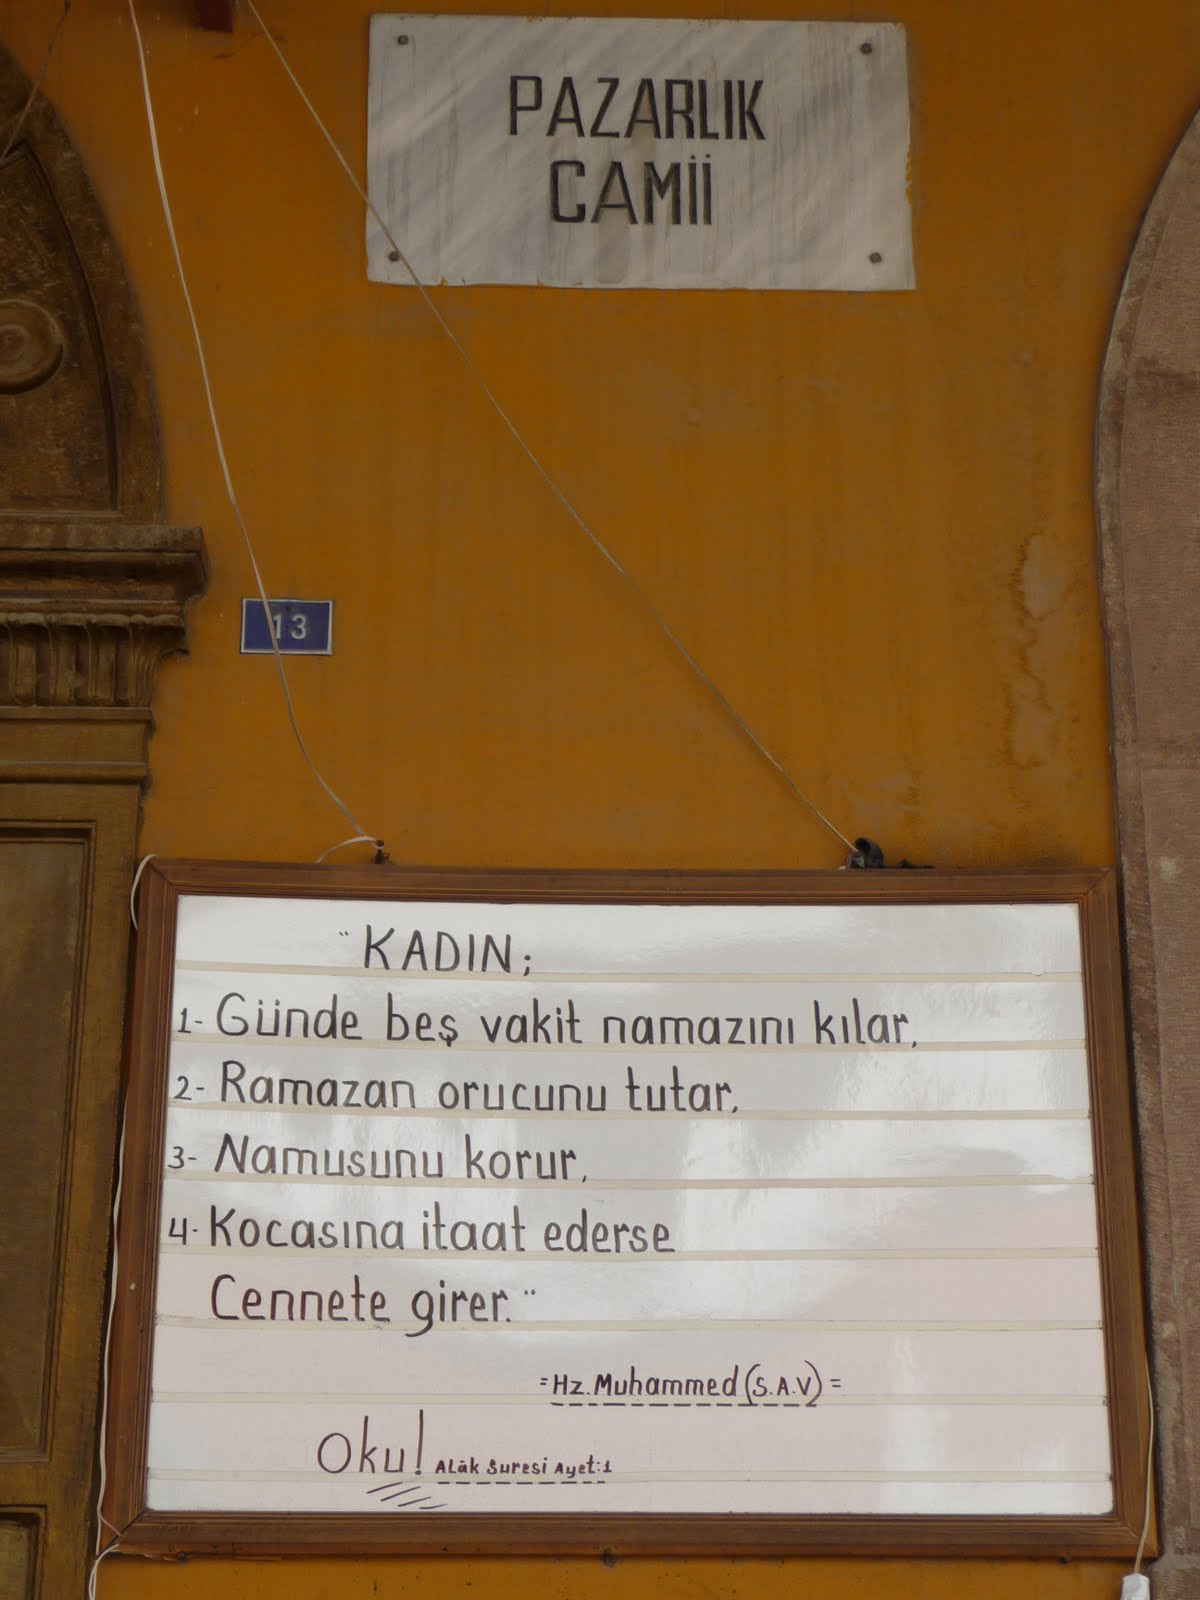 PAZARLIK
CAMİİ
13
"KADIN;
1- Günde beş vakit namazını kılar,
2- Ramazan orucunu tutar,
3- Namusunu korur,
4- Kocasına itaat ederse
Cennete girer."
=Hz. Muhammed (S.A.V)=
Oku! Alâk Suresi Ayet:1